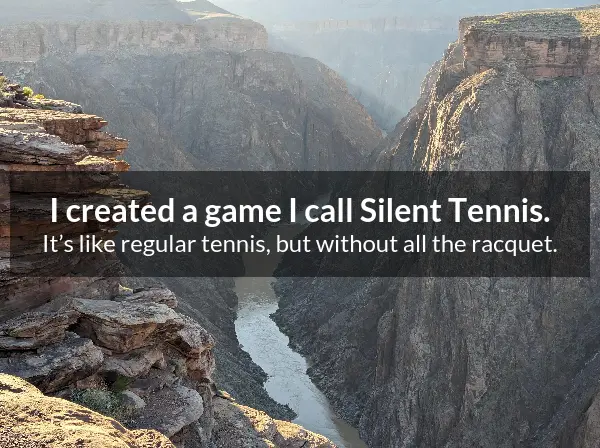 I created a game I call Silent Tennis.
It’s like regular tennis, but without all the racquet.